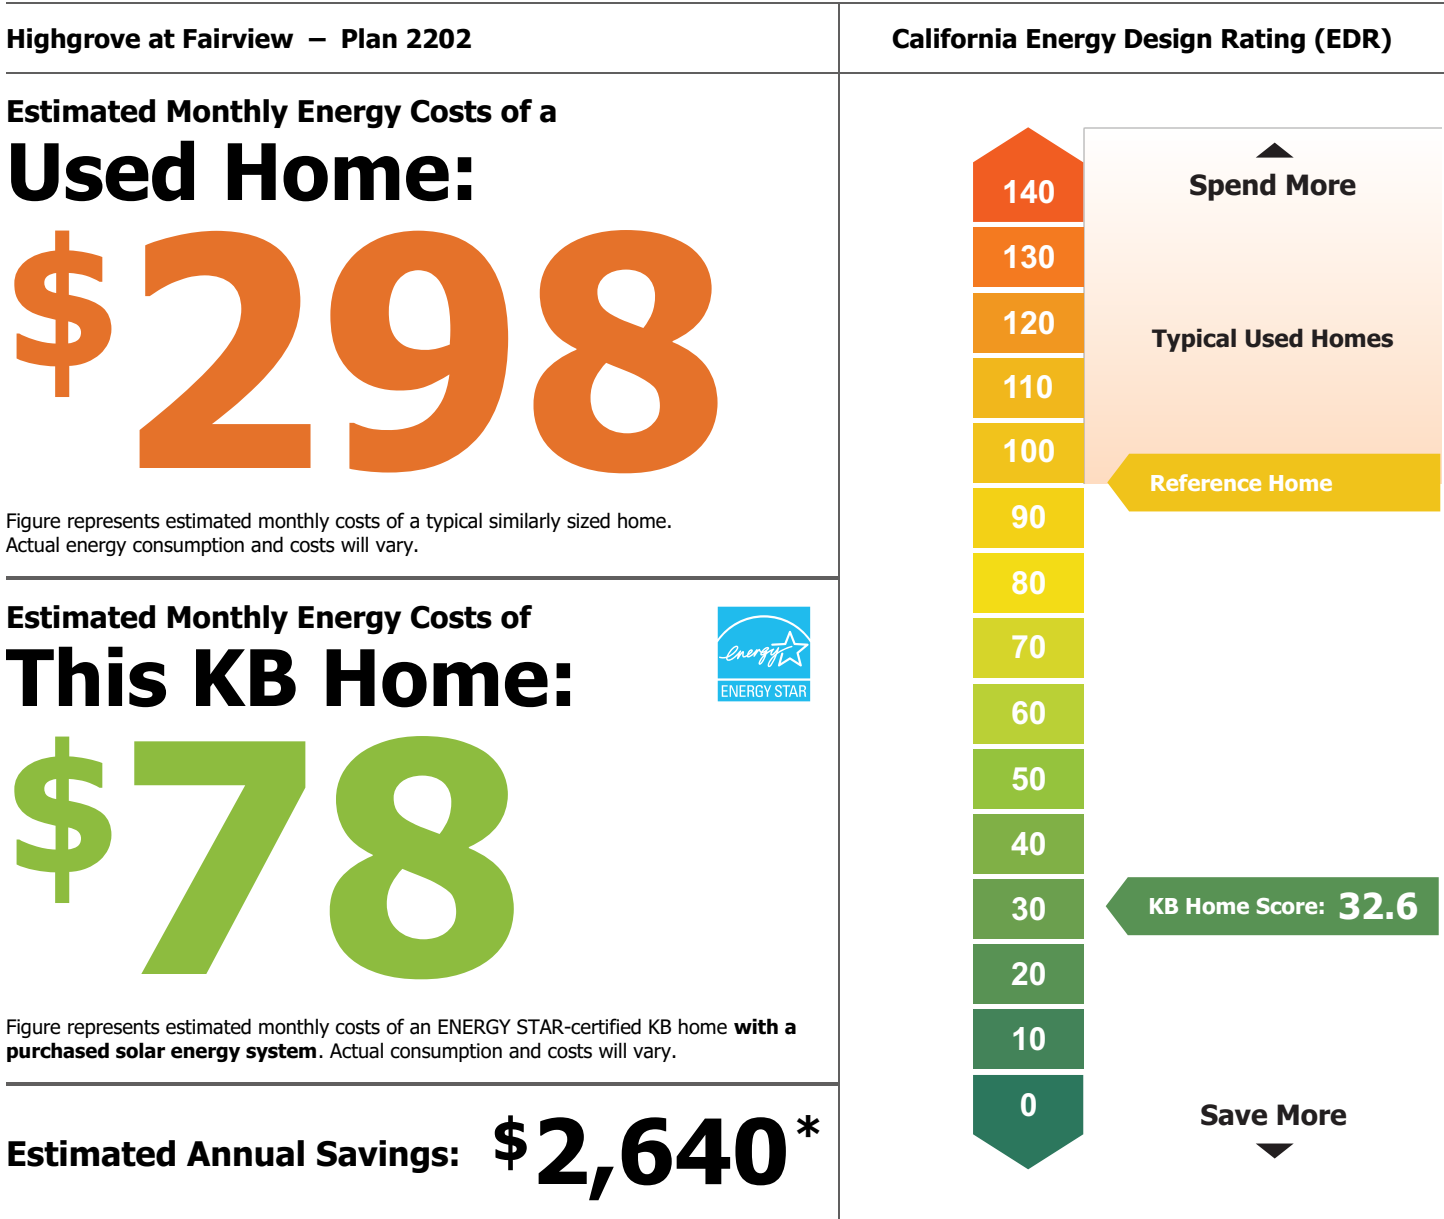 Highgrove at Fairview – Plan 2202
Estimated Monthly Energy Costs of a
Used Home:
$298
Figure represents estimated monthly costs of a typical similarly sized home.
Actual energy consumption and costs will vary.
Estimated Monthly Energy Costs of
This KB Home:
energy
ENERGY STAR
$78
Figure represents estimated monthly costs of an ENERGY STAR-certified KB home with a
purchased solar energy system. Actual consumption and costs will vary.
Estimated Annual Savings: $2,640*
California Energy Design Rating (EDR)
Spend More
140
130
120
Typical Used Homes
110
100
Reference Home
90
80
70
60
50
40
30
KB Home Score: 32.6
20
10
0
Save More